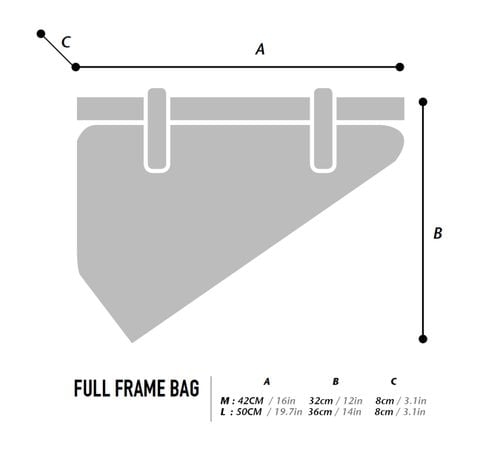 C
A
B
FULL FRAME BAG
A B C
M : 42CM / 16in 32cm / 12in 8cm / 3.1in
L : 50CM / 19.7in 36cm / 14in 8cm / 3.1in